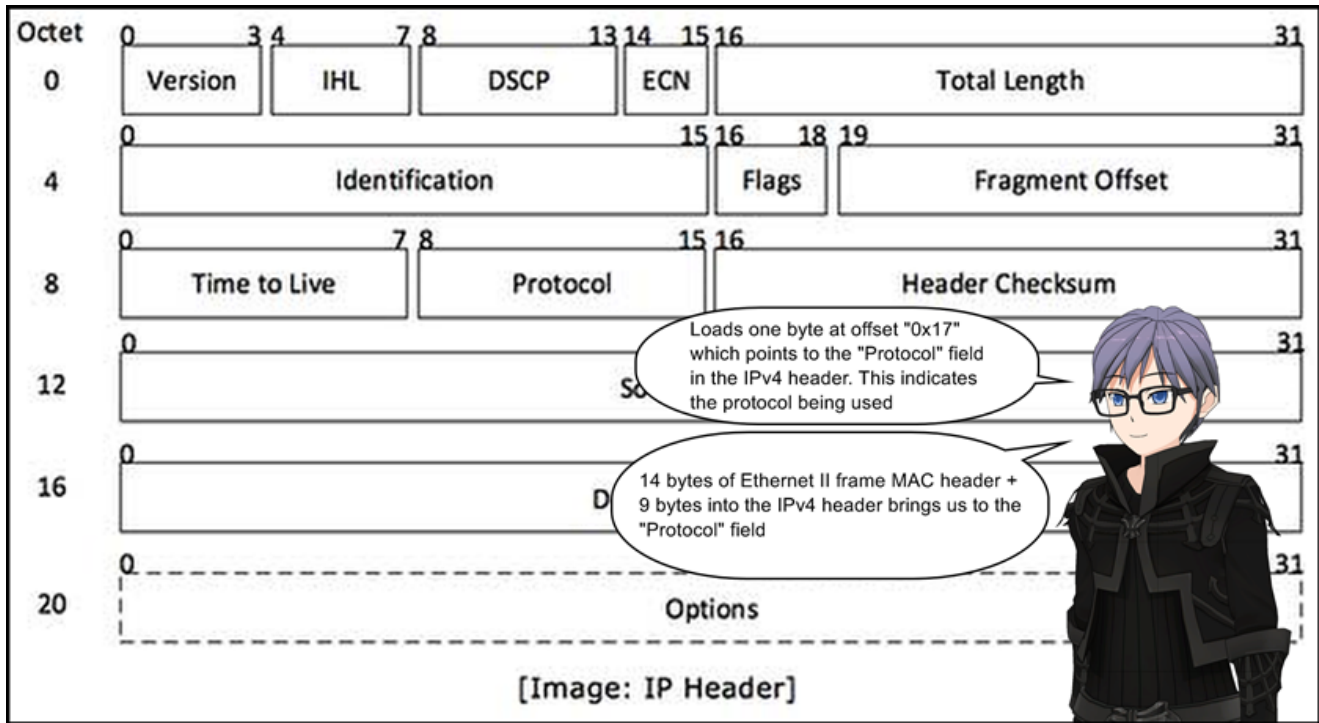 Octet 0 3 4 7 8 13 14 15 16 31
0 Version IHL DSCP ECN Total Length
0 15 16 18 19 31
4 Identification Flags Fragment Offset
0 7 8 15 16 31
8 Time to Live Protocol Header Checksum
Loads one byte at offset "0x17"
which points to the "Protocol" field
in the IPv4 header. This indicates
the protocol being used
0 31
12
0 31
16
14 bytes of Ethernet II frame MAC header +
9 bytes into the IPv4 header brings us to the
"Protocol" field
0 31
20 Options
[Image: IP Header]